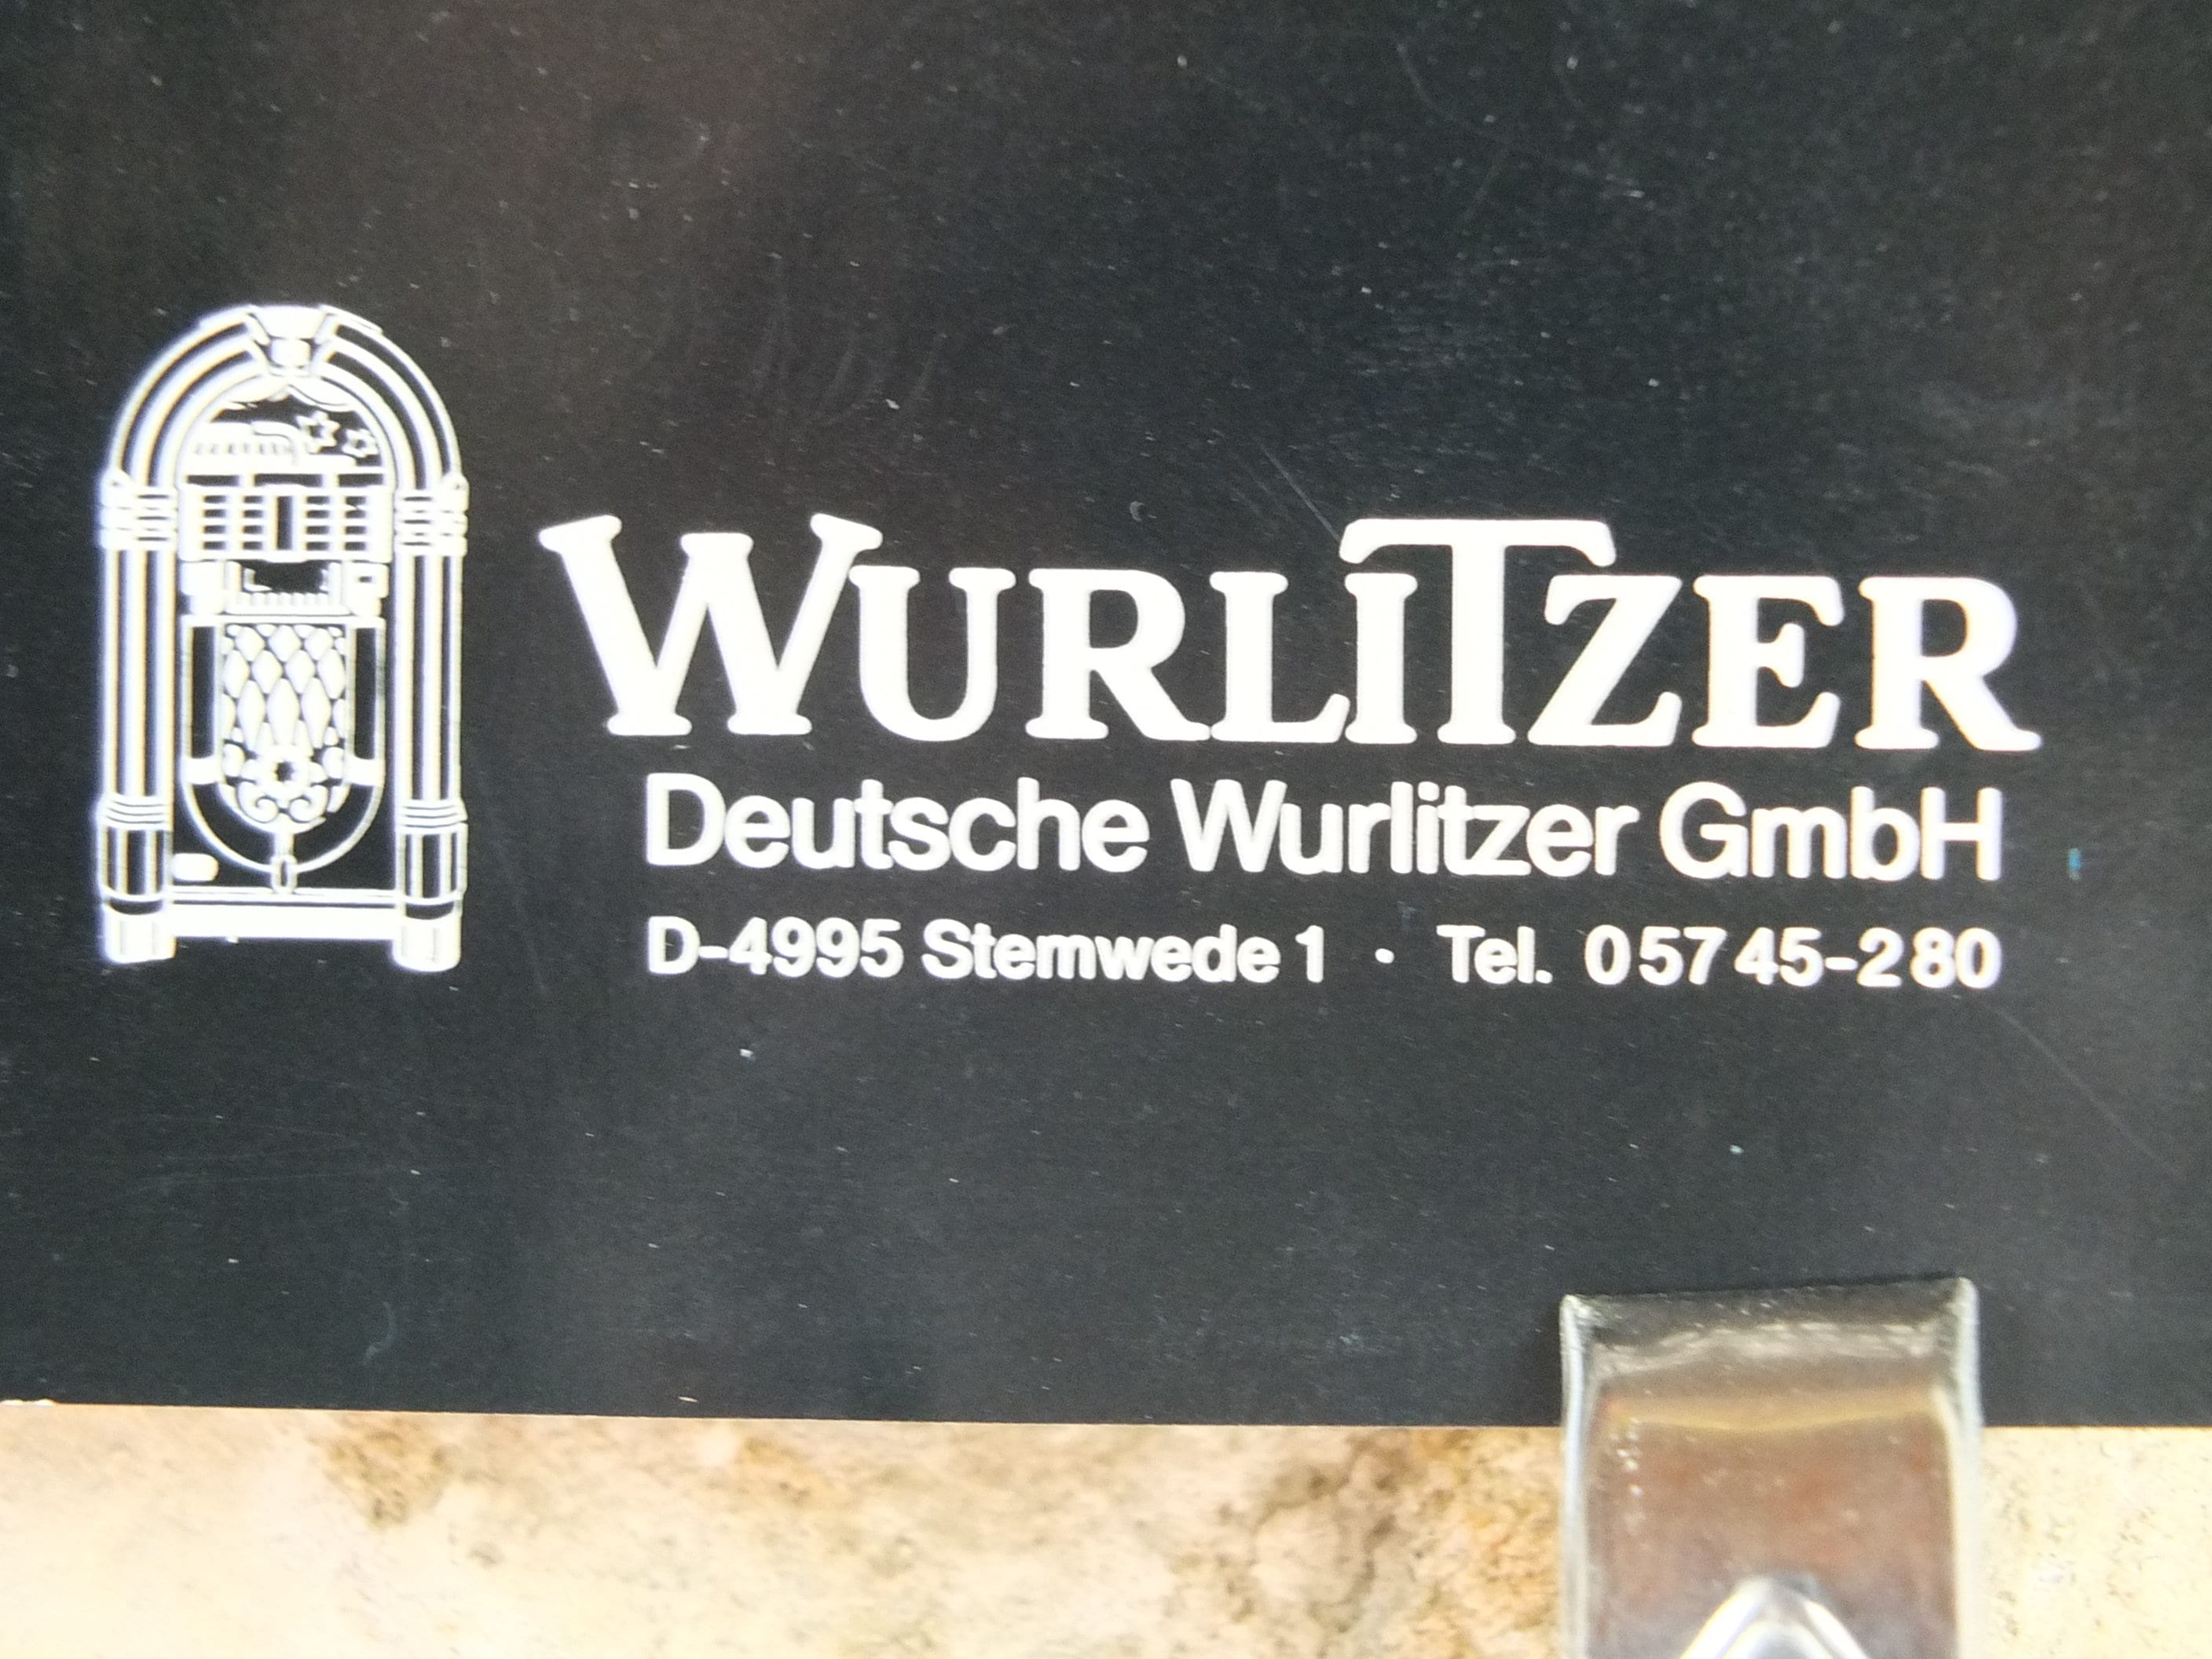 WURLITZER
Deutsche Wurlitzer GmbH
D-4995 Stemwede 1 · Tel. 05745-280